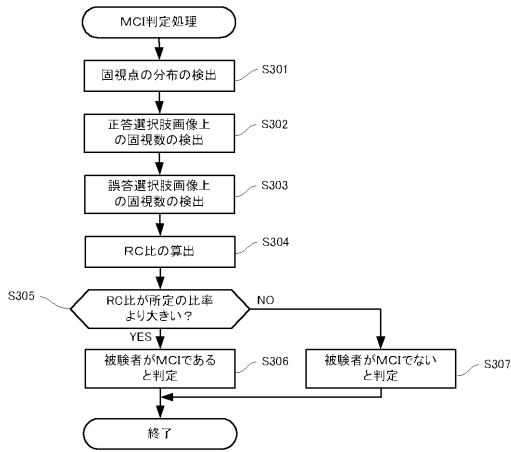 MCI判定処理
固視点の分布の検出
S301
正答選択肢画像上
の固視数の検出
S302
誤答選択肢画像上
の固視数の検出
S303
RC比の算出
S304
S305
RC比が所定の比率
より大きい?
NO
YES
被験者がMCIである
と判定
S306
被験者がMCIでない
と判定
S307
終了